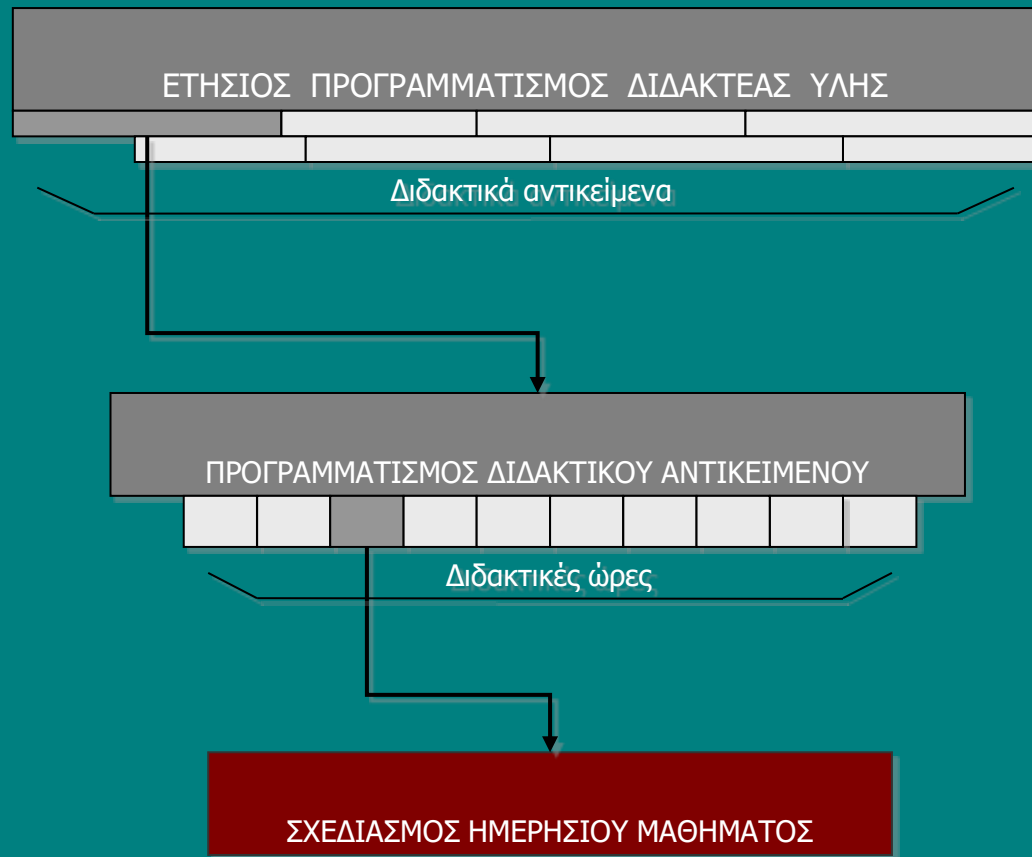 ΕΤΗΣΙΟΣ ΠΡΟΓΡΑΜΜΑΤΙΣΜΟΣ ΔΙΔΑΚΤΕΑΣ ΥΛΗΣ
Διδακτικά αντικείμενα
ΠΡΟΓΡΑΜΜΑΤΙΣΜΟΣ ΔΙΔΑΚΤΙΚΟΥ ΑΝΤΙΚΕΙΜΕΝΟΥ
Διδακτικές ώρες
ΣΧΕΔΙΑΣΜΟΣ ΗΜΕΡΗΣΙΟΥ ΜΑΘΗΜΑΤΟΣ